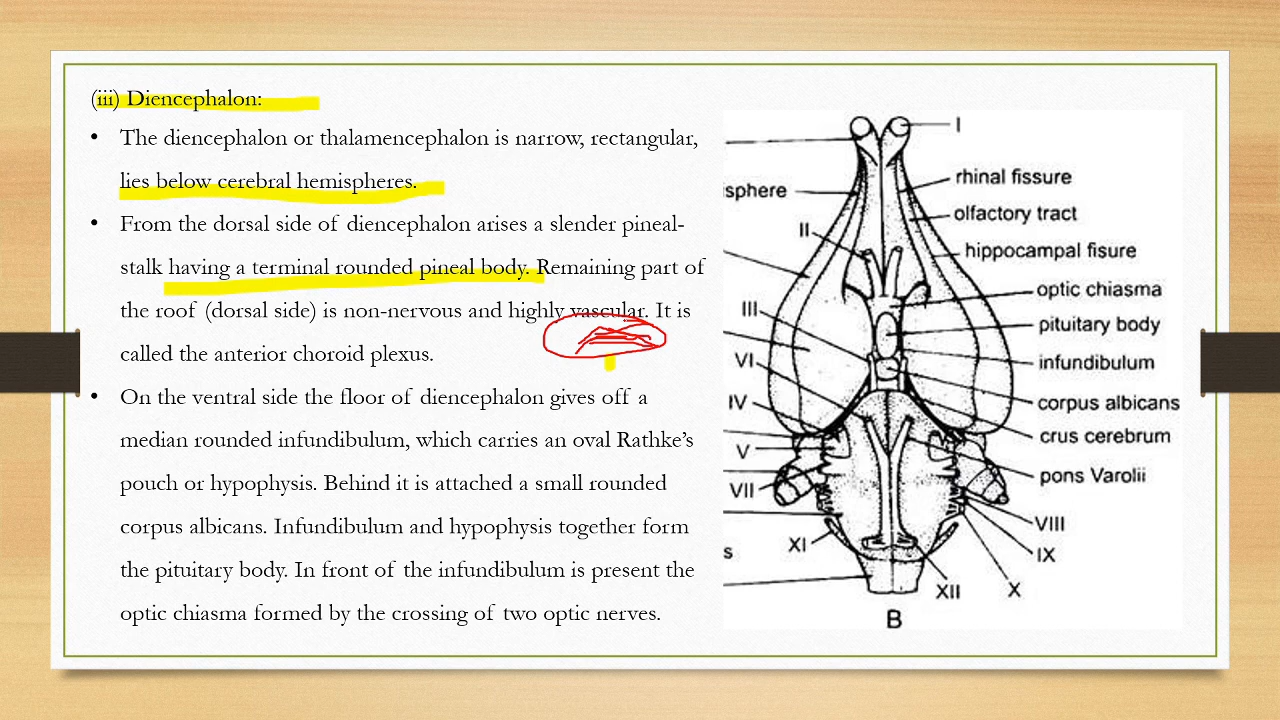 (iii) Diencephalon:
• The diencephalon or thalamencephalon is narrow, rectangular,
lies below cerebral hemispheres.
• From the dorsal side of diencephalon arises a slender pineal-
stalk having a terminal rounded pineal body. Remaining part of
the roof (dorsal side) is non-nervous and highly vascular. It is
called the anterior choroid plexus.
• On the ventral side the floor of diencephalon gives off a
median rounded infundibulum, which carries an oval Rathke's
pouch or hypophysis. Behind it is attached a small rounded
corpus albicans. Infundibulum and hypophysis together form
the pituitary body. In front of the infundibulum is present the
optic chiasma formed by the crossing of two optic nerves.
I
rhinal fissure
isphere
olfactory tract
II
hippocampal fisure
optic chiasma
III
pituitary body
VI
infundibulum
IV
corpus albicans
crus cerebrum
V
pons Varolii
VII
VIII
XI
s
IX
XII
X
B